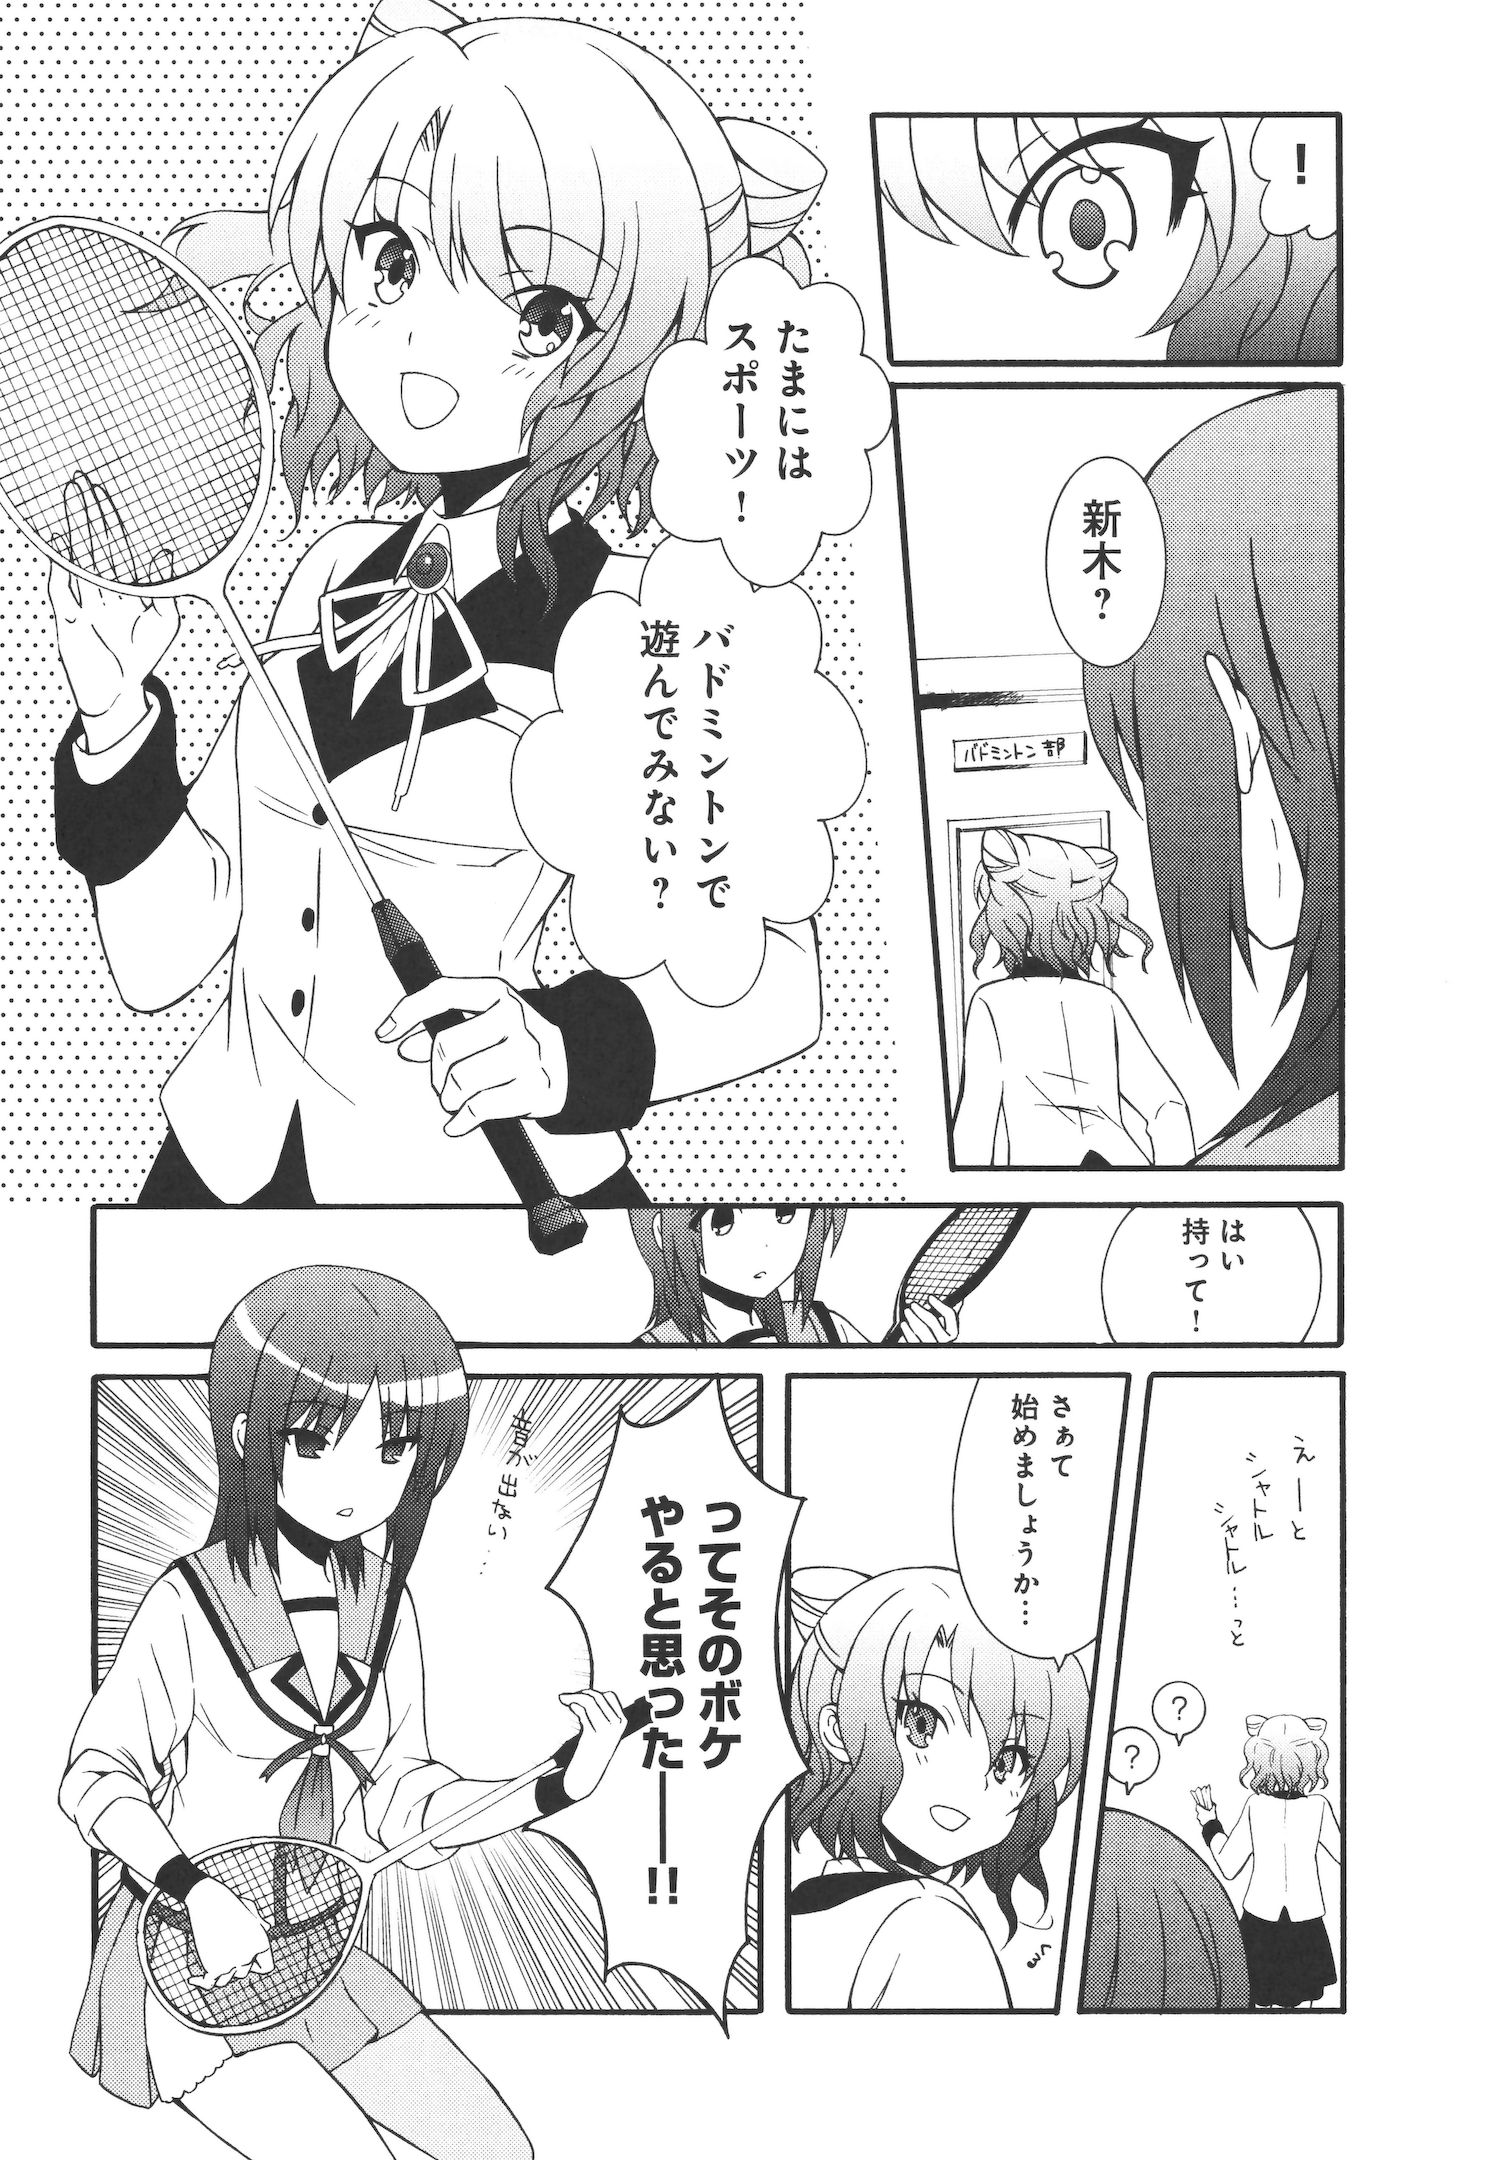 ！
新木？
バドミントン部
たまには
スポーツ！
バドミントンで
遊んでみない？
はい
持って！
えーと
シャトル
シャトル…っと
？
？
さぁて
始めましょうか…
ってそのボケ
やると思った━━!!
音が出ない…